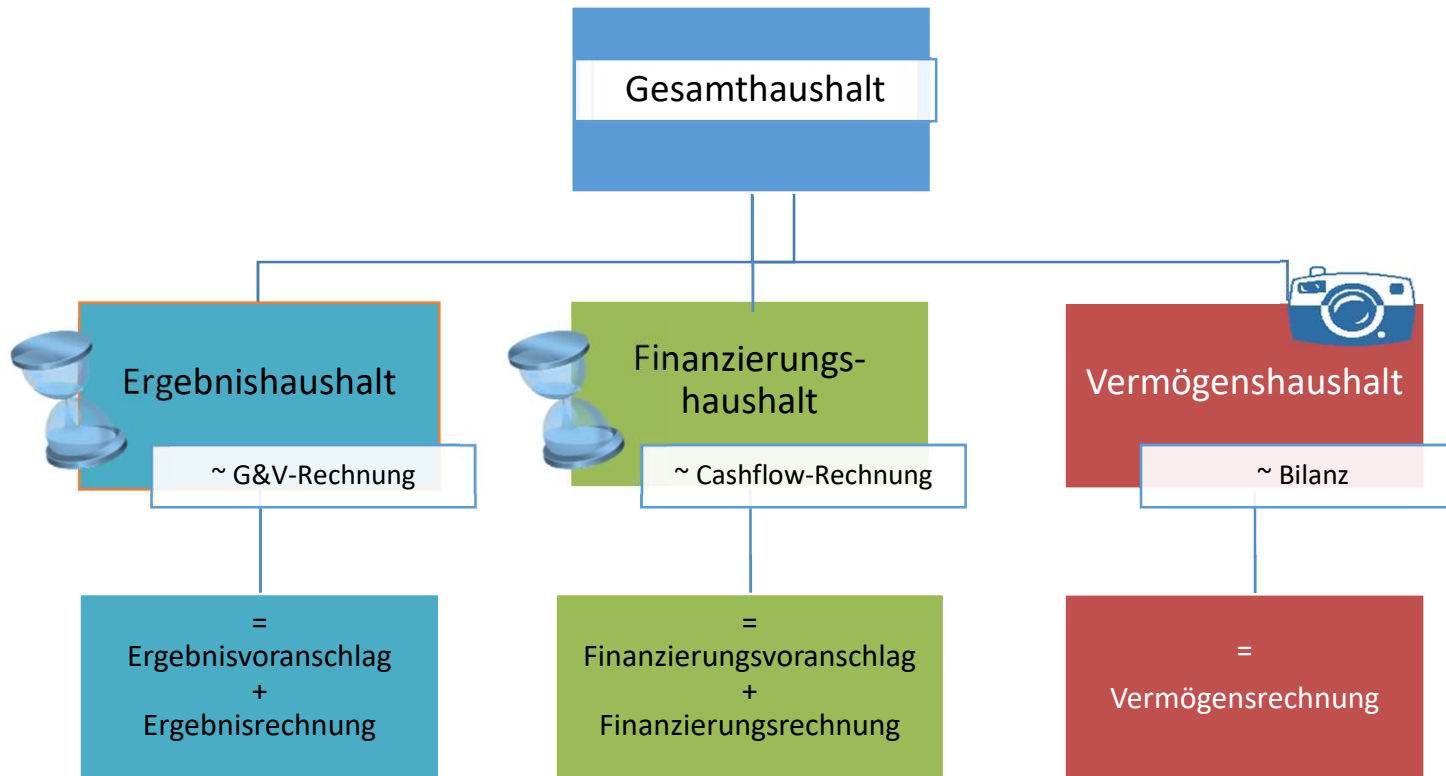 Gesamthaushalt
Ergebnishaushalt
~ G&V-Rechnung
Finanzierungs-
haushalt
~ Cashflow-Rechnung
Vermögenshaushalt
~ Bilanz
=
Ergebnisvoranschlag
+
Ergebnisrechnung
=
Finanzierungsvoranschlag
+
Finanzierungsrechnung
=
Vermögensrechnung